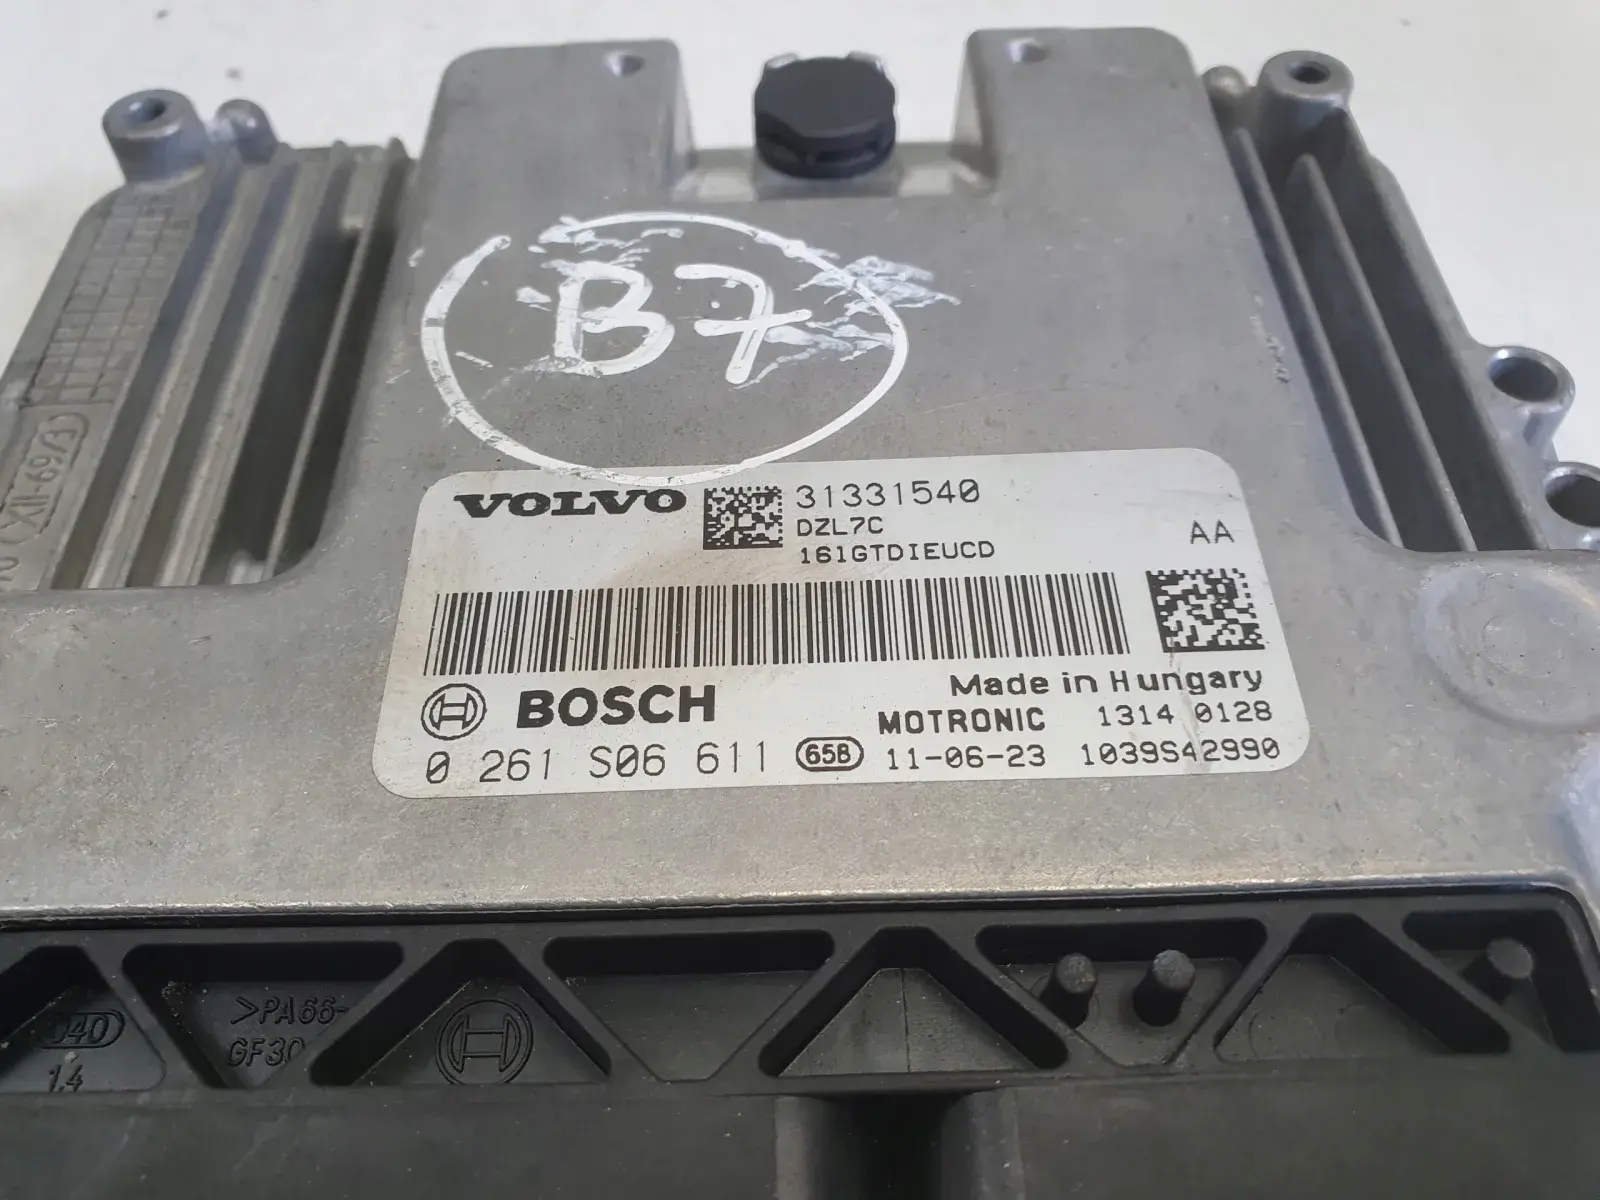 B7
VOLVO 31331540
DZL7C
161GTDIEUCD
AA
Made in Hungary
BOSCH
MOTRONIC 1314 0128
0 261 S06 611 65B 11-06-23 1039S42990
>PA66-
GF30
1.4